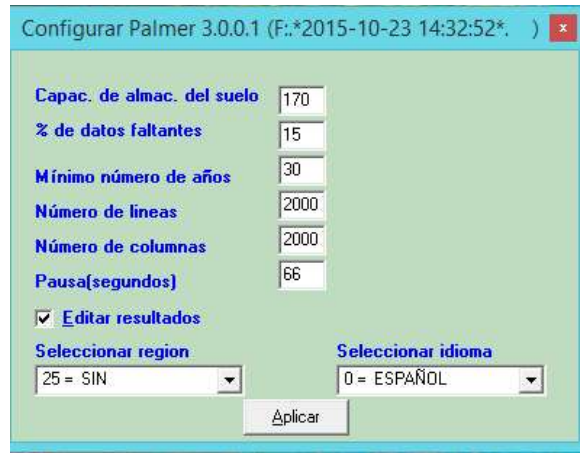 Configurar Palmer 3.0.0.1 (F:.*2015-10-23 14:32:52*. ) x
Capac. de almac. del suelo 170
% de datos faltantes 15
Mínimo número de años 30
Número de lineas 2000
Número de columnas 2000
Pausa(segundos) 66
Editar resultados
Seleccionar region Seleccionar idioma
25 = SIN 0 = ESPAÑOL
Aplicar